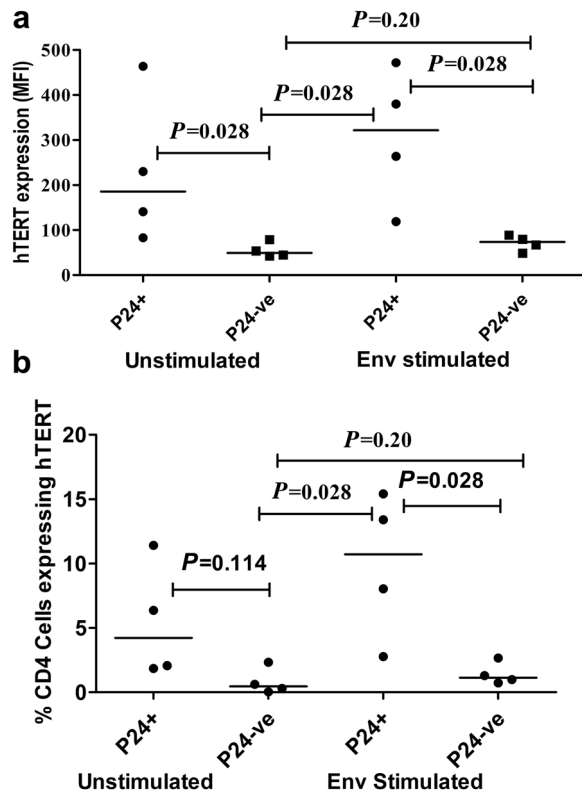 a
P=0.20
P=0.028
P=0.028
P=0.028
hTERT expression (MFI)
500
400
300
200
100
0
P24+
P24-ve
P24+
P24-ve
Unstimulated
Env stimulated
b
P=0.20
P=0.028
P=0.028
P=0.114
% CD4 Cells expressing hTERT
20
15
10
5
0
P24+
P24-ve
P24+
P24-ve
Unstimulated
Env Stimulated